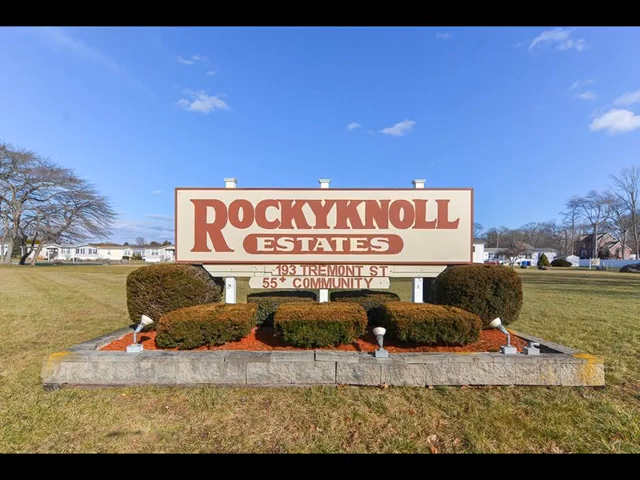 ROCKYKNOLL
ESTATES
193 TREMONT ST
55+ COMMUNITY